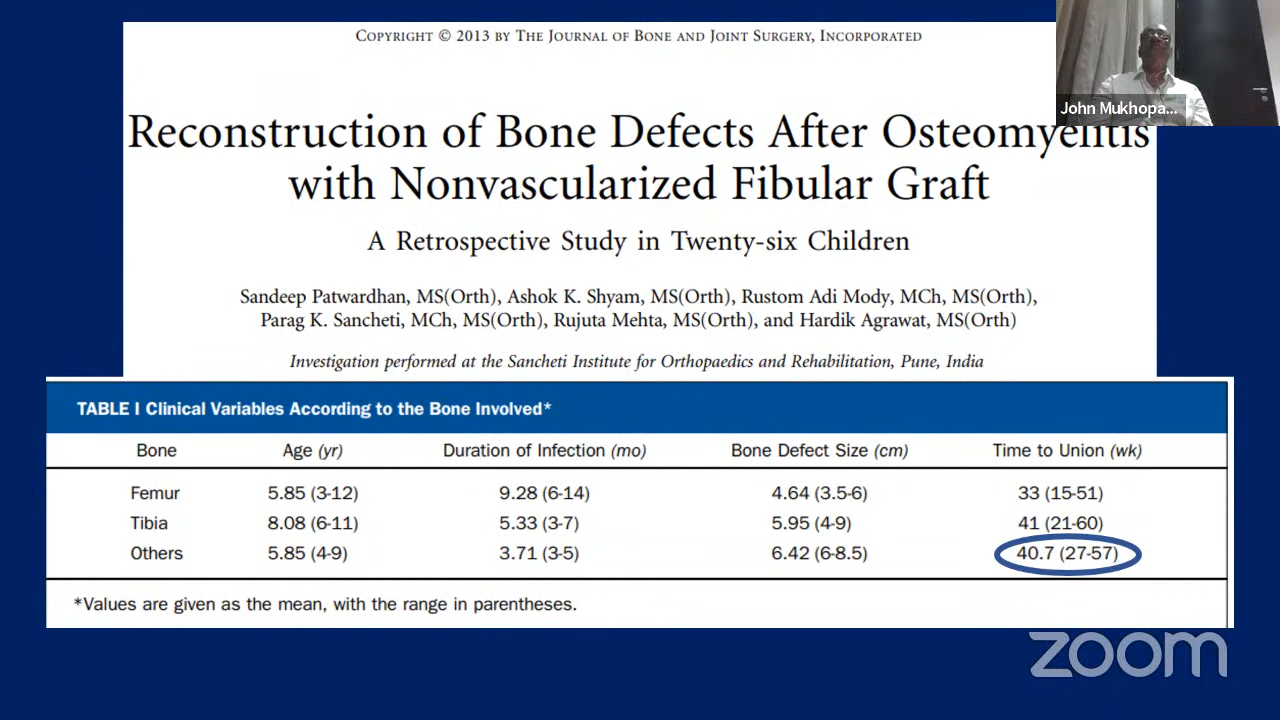 COPYRIGHT © 2013 BY THE JOURNAL OF BONE AND JOINT SURGERY, INCORPORATED
John Mukhopa...
Reconstruction of Bone Defects After Osteomyelitis
with Nonvascularized Fibular Graft
A Retrospective Study in Twenty-six Children
Sandeep Patwardhan, MS(Orth), Ashok K. Shyam, MS(Orth), Rustom Adi Mody, MCh, MS(Orth),
Parag K. Sancheti, MCh, MS(Orth), Rujuta Mehta, MS(Orth), and Hardik Agrawat, MS(Orth)
Investigation performed at the Sancheti Institute for Orthopaedics and Rehabilitation, Pune, India
TABLE I Clinical Variables According to the Bone Involved*
Bone Age (yr) Duration of Infection (mo) Bone Defect Size (cm) Time to Union (wk)
Femur 5.85 (3-12) 9.28 (6-14) 4.64 (3.5-6) 33 (15-51)
Tibia 8.08 (6-11) 5.33 (3-7) 5.95 (4-9) 41 (21-60)
Others 5.85 (4-9) 3.71 (3-5) 6.42 (6-8.5) 40.7 (27-57)
*Values are given as the mean, with the range in parentheses.
zoom